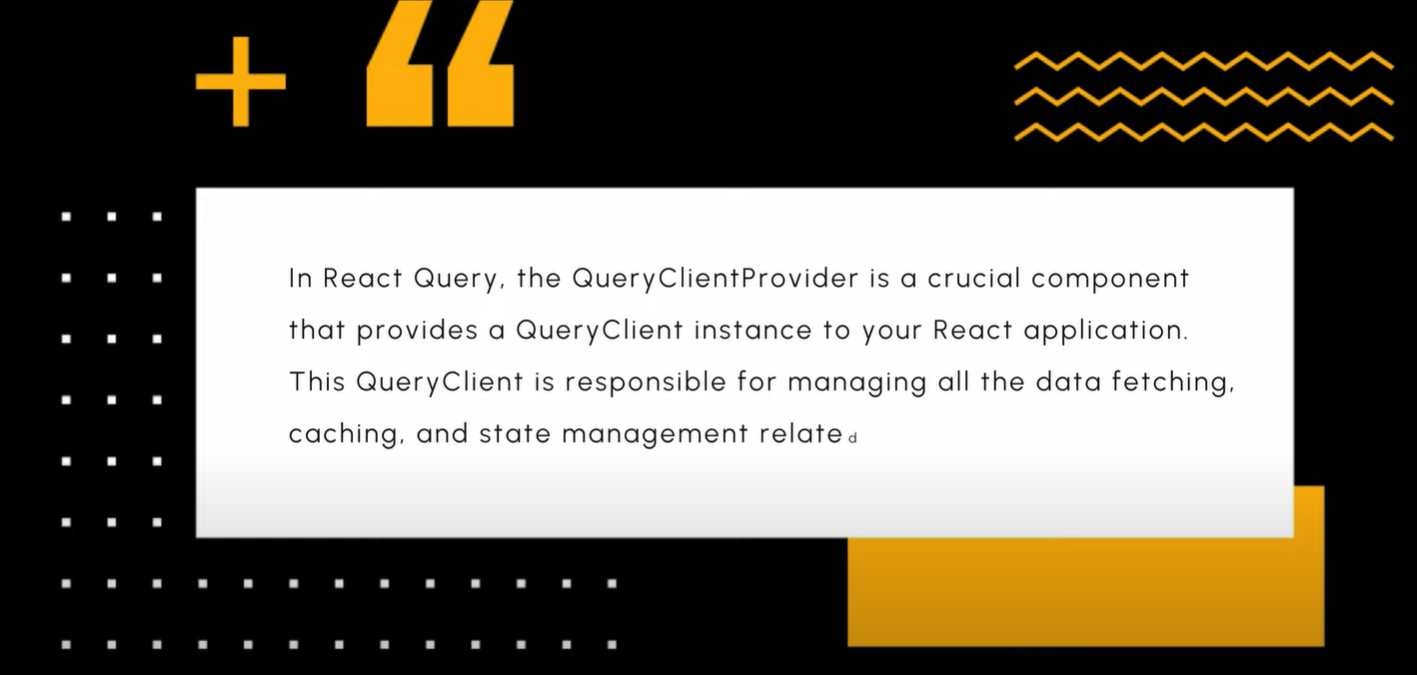 In React Query, the QueryClientProvider is a crucial component
that provides a QueryClient instance to your React application.
This QueryClient is responsible for managing all the data fetching,
caching, and state management related